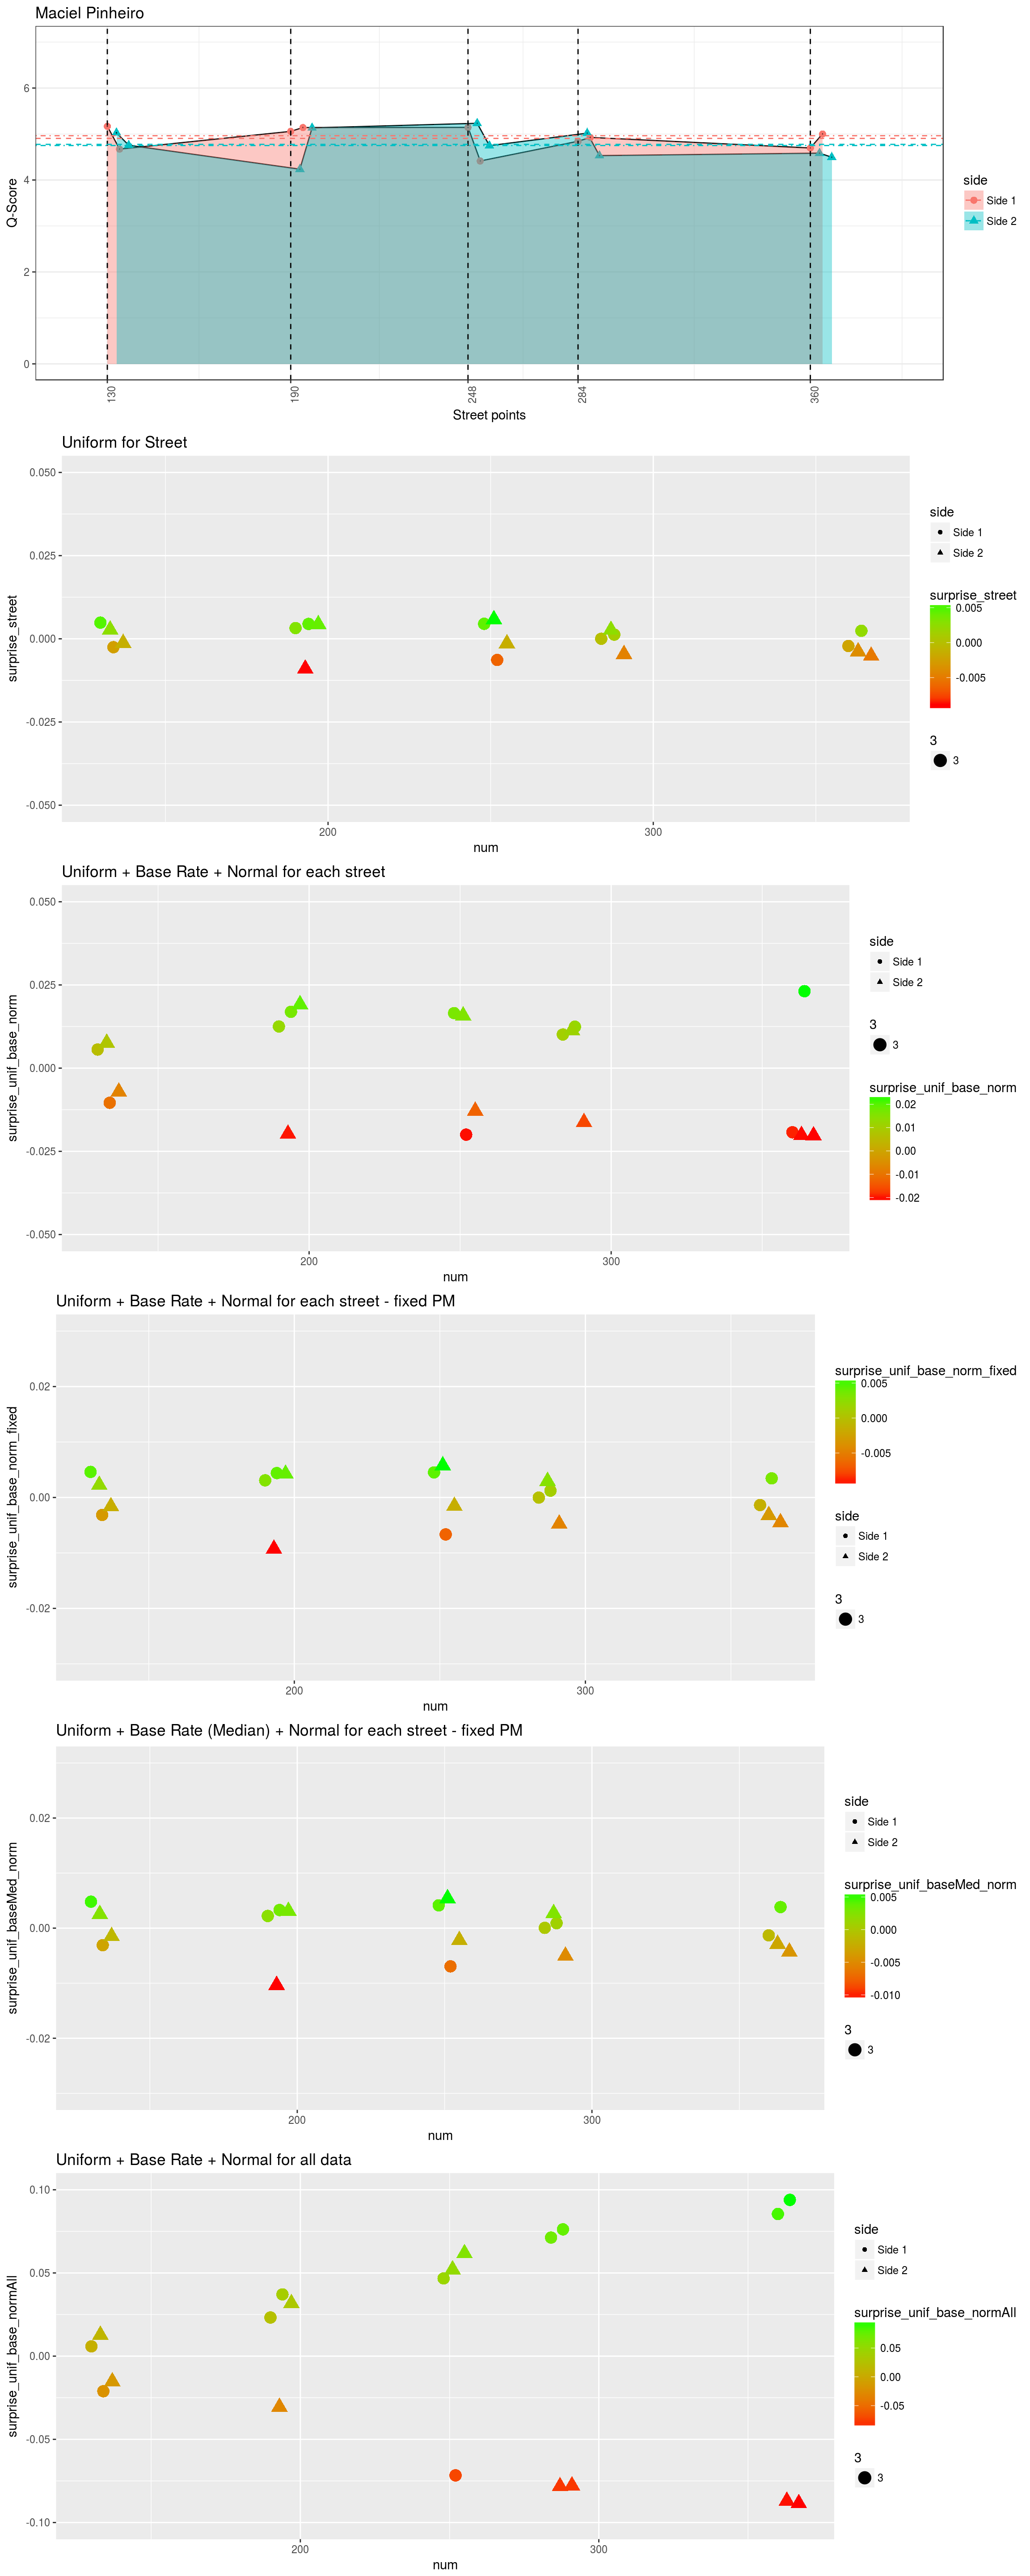 Maciel Pinheiro
6
4
2
0
Q-Score
130
190
248
284
360
Street points
side
Side 1
Side 2
Uniform for Street
0.050
0.025
0.000
-0.025
-0.050
surprise_street
200
300
num
side
Side 1
Side 2
surprise_street
0.005
0.000
-0.005
3
3
Uniform + Base Rate + Normal for each street
0.050
0.025
0.000
-0.025
-0.050
surprise_unif_base_norm
200
300
num
side
Side 1
Side 2
3
3
surprise_unif_base_norm
0.02
0.01
0.00
-0.01
-0.02
Uniform + Base Rate + Normal for each street - fixed PM
0.02
0.00
-0.02
surprise_unif_base_norm_fixed
200
300
num
surprise_unif_base_norm_fixed
0.005
0.000
-0.005
side
Side 1
Side 2
3
3
Uniform + Base Rate (Median) + Normal for each street - fixed PM
0.02
0.00
-0.02
surprise_unif_baseMed_norm
200
300
num
side
Side 1
Side 2
surprise_unif_baseMed_norm
0.005
0.000
-0.005
-0.010
3
3
Uniform + Base Rate + Normal for all data
0.10
0.05
0.00
-0.05
-0.10
surprise_unif_base_normAll
200
300
num
side
Side 1
Side 2
surprise_unif_base_normAll
0.05
0.00
-0.05
3
3